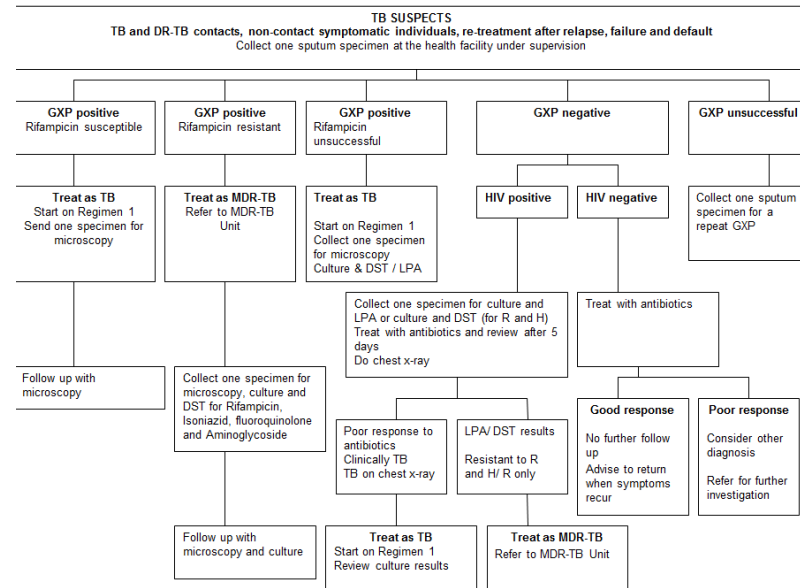 TB SUSPECTS
TB and DR-TB contacts, non-contact symptomatic individuals, re-treatment after relapse, failure and default
Collect one sputum specimen at the health facility under supervision
GXP positive
Rifampicin susceptible
GXP positive
Rifampicin resistant
GXP positive
Rifampicin
unsuccessful
GXP negative
GXP unsuccessful
Treat as TB
Start on Regimen 1
Send one specimen for
microscopy
Treat as MDR-TB
Refer to MDR-TB
Unit
Treat as TB
Start on Regimen 1
Collect one specimen
for microscopy
Culture & DST / LPA
HIV positive
HIV negative
Collect one sputum
specimen for a
repeat GXP
Collect one specimen for culture and
LPA or culture and DST (for R and H)
Treat with antibiotics and review after 5
days
Do chest x-ray
Treat with antibiotics
Follow up with
microscopy
Collect one specimen for
microscopy, culture and
DST for Rifampicin,
Isoniazid, fluoroquinolone
and Aminoglycoside
Poor response to
antibiotics
Clinically TB
TB on chest x-ray
LPA/ DST results
Resistant to R
and H/ R only
Good response
No further follow
up
Advise to return
when symptoms
recur
Poor response
Consider other
diagnosis
Refer for further
investigation
Follow up with
microscopy and culture
Treat as TB
Start on Regimen 1
Review culture results
Treat as MDR-TB
Refer to MDR-TB Unit